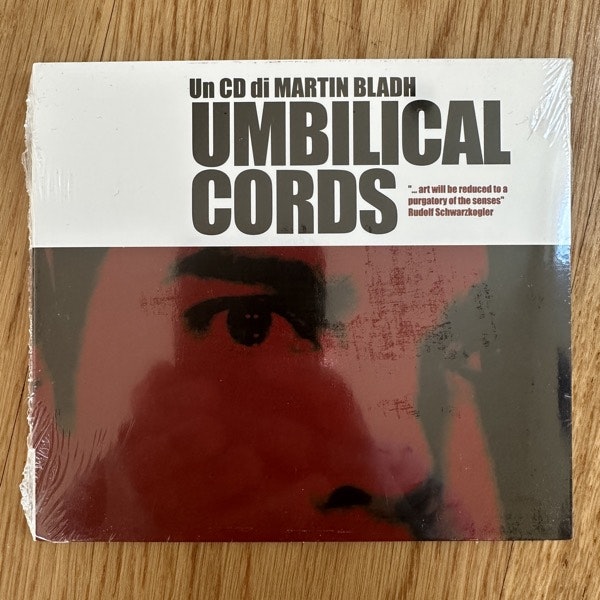 Un CD di MARTIN BLADH
UMBILICAL
CORDS
"... art will be reduced to a
purgatory of the senses"
Rudolf Schwarzkogler